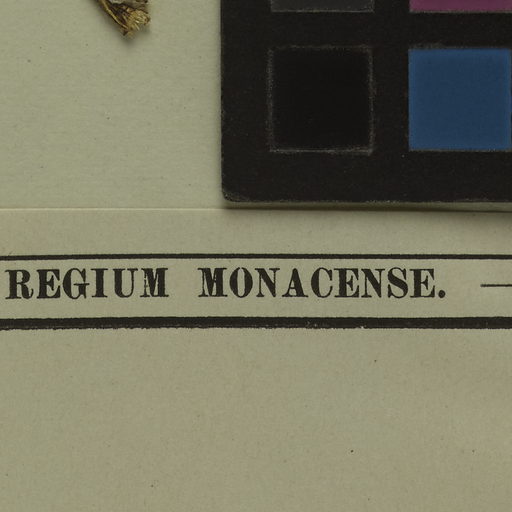 REGIUM MONACENSE. —